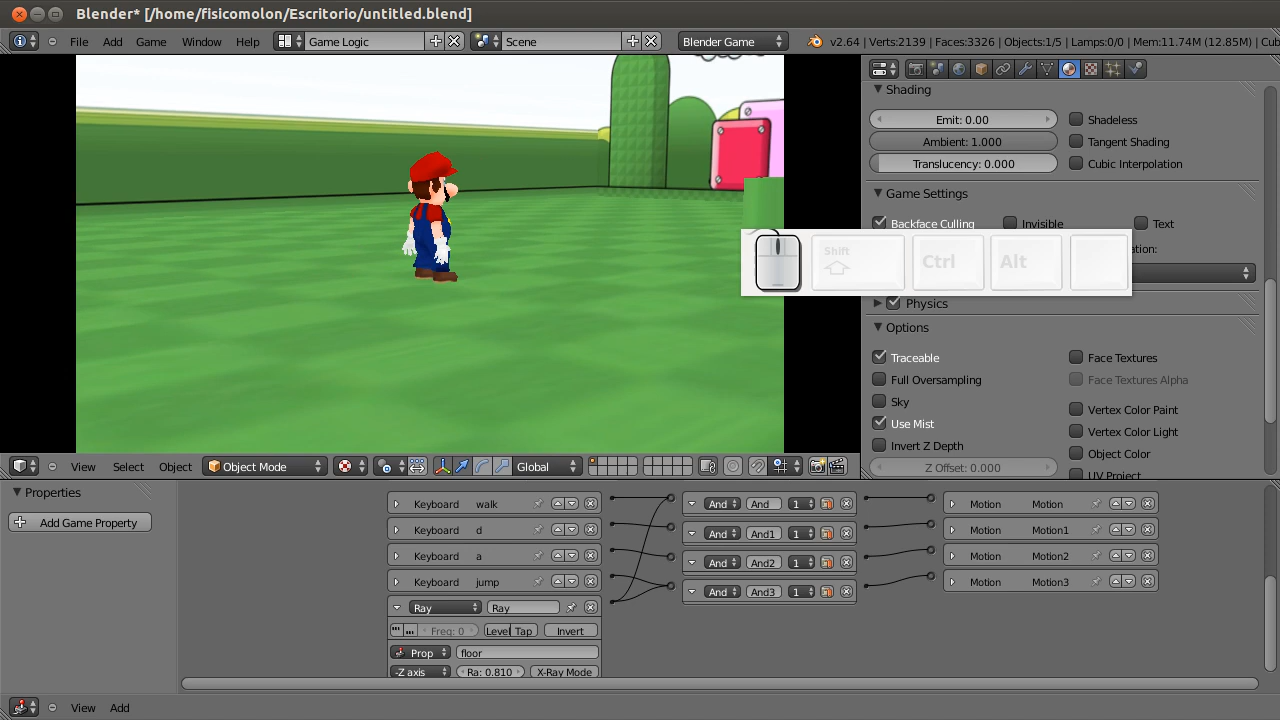 Blender* [/home/fisicomolon/Escritorio/untitled.blend]
File Add Game Window Help Game Logic Scene Blender Game v2.64 | Verts:2139 | Faces:3326 | Objects:1/5 | Lamps:0/0 | Mem:11.74M (12.85M) | Cub
Shading
Emit: 0.00 Shadeless
Ambient: 1.000 Tangent Shading
Translucency: 0.000 Cubic Interpolation
Game Settings
Backface Culling Invisible Text
ation:
Shift
Ctrl Alt
Physics
Options
Traceable Face Textures
Full Oversampling Face Textures Alpha
Sky
Vertex Color Paint
Use Mist
Vertex Color Light
Invert Z Depth
Object Color
Z Offset: 0.000
UV Project
View Select Object Object Mode Global
Properties
Add Game Property
Keyboard walk And And 1 Motion Motion
Keyboard d And And1 1 Motion Motion1
Keyboard a And And2 1 Motion Motion2
Keyboard jump And And3 1 Motion Motion3
Ray Ray
Freq: 0 Level Tap Invert
Prop floor
-Z axis Ra: 0.810 X-Ray Mode
View Add